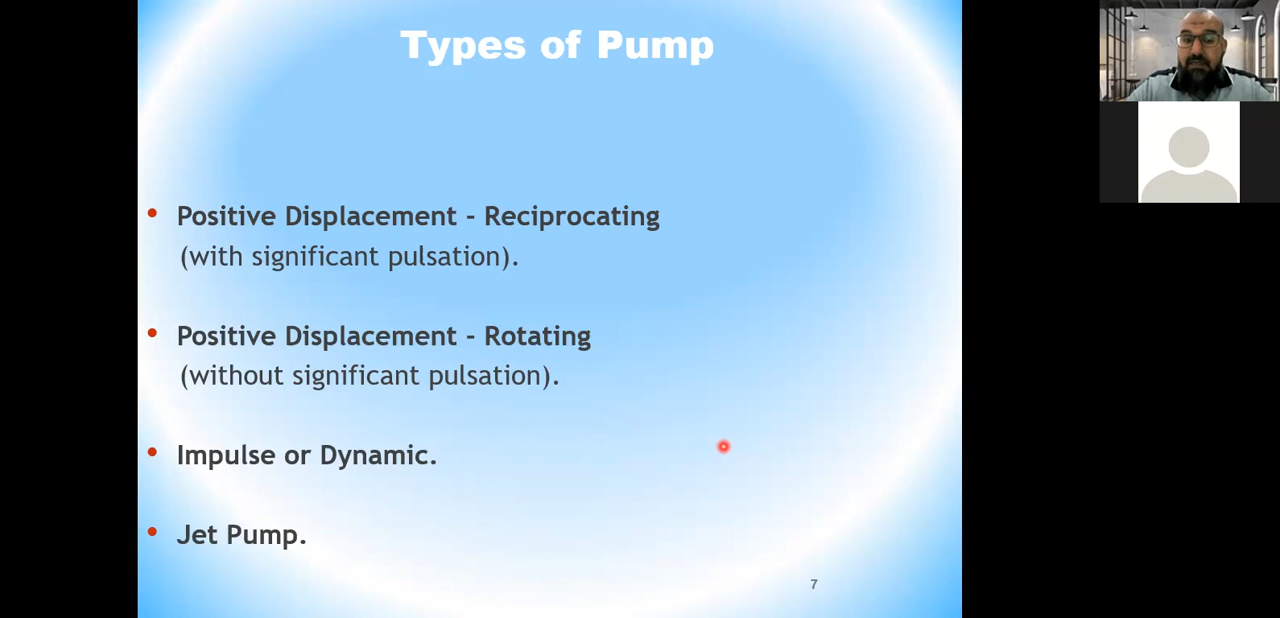 Types of Pump
• Positive Displacement - Reciprocating
(with significant pulsation).
• Positive Displacement - Rotating
(without significant pulsation).
• Impulse or Dynamic.
• Jet Pump.
7